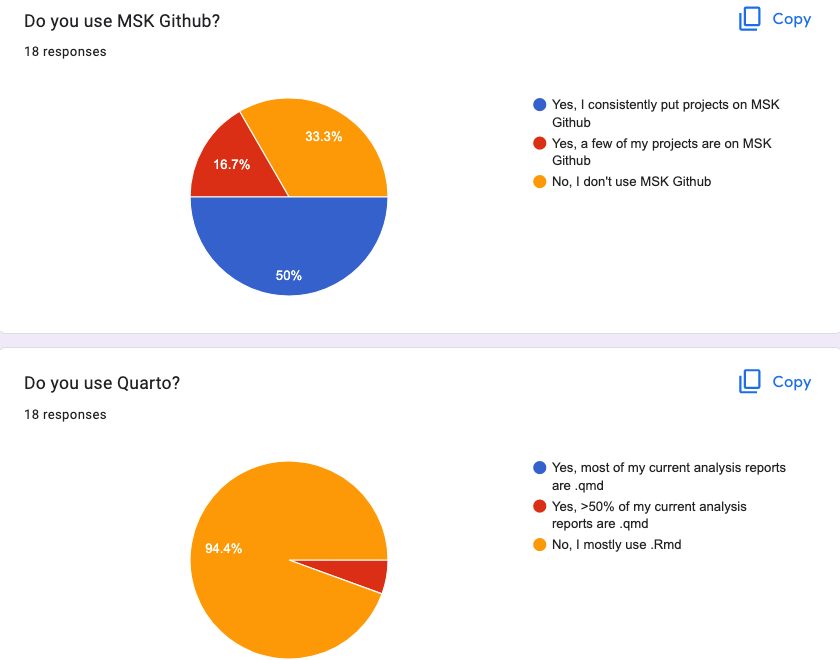 Do you use MSK Github?
Copy
18 responses
33.3%
16.7%
50%
Yes, I consistently put projects on MSK
Github
Yes, a few of my projects are on MSK
Github
No, I don't use MSK Github
Do you use Quarto?
Copy
18 responses
94.4%
Yes, most of my current analysis reports
are .qmd
Yes, >50% of my current analysis
reports are .qmd
No, I mostly use .Rmd